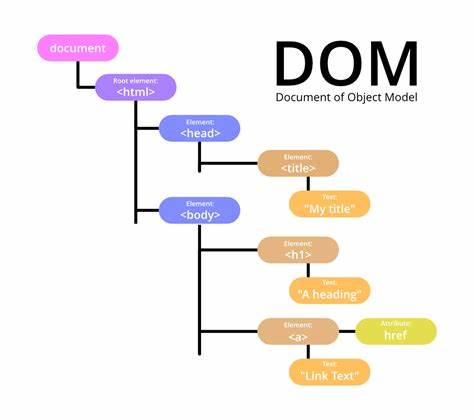 document
DOM
Document of Object Model
Root element:
<html>
Element:
<head>
Element:
<title>
Text:
"My title"
Element:
<body>
Element:
<h1>
Text:
"A heading"
Element:
<a>
Attribute:
href
Text:
"Link Text"